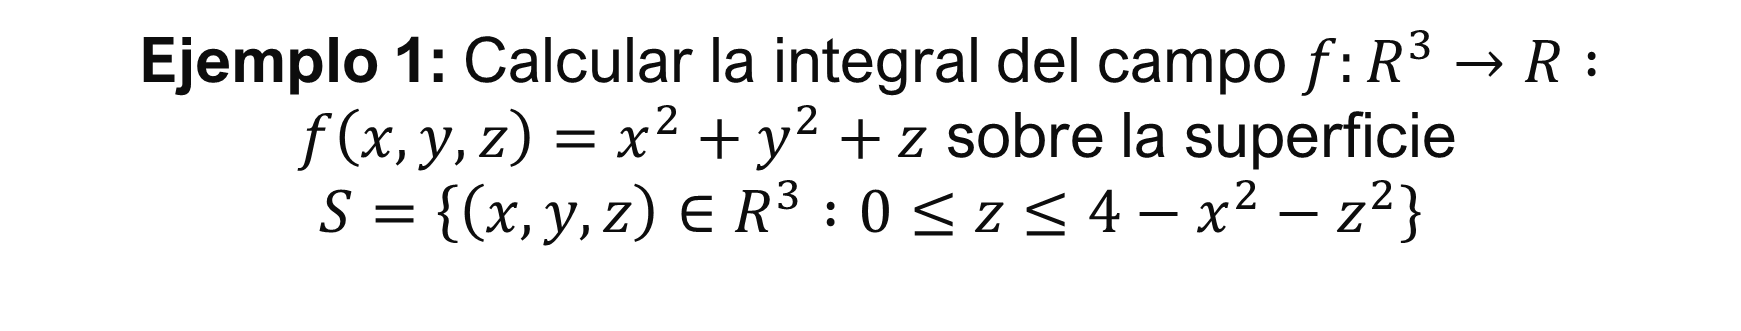 Ejemplo 1: Calcular la integral del campo f: R³ → R :
f(x, y, z) = x² + y² + z sobre la superficie
S = {(x, y, z) ∈ R³ : 0 ≤ z ≤ 4 − x² − z²}